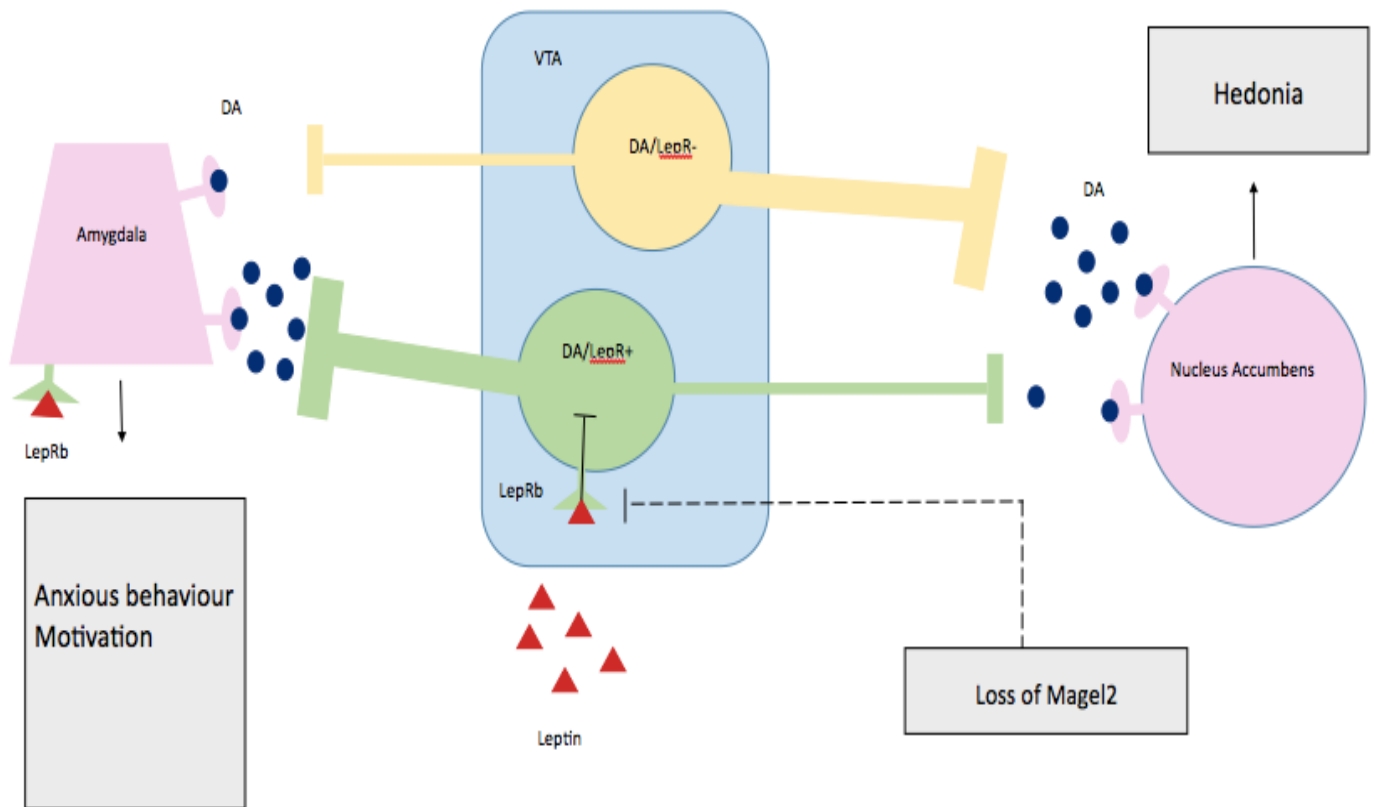 VTA
Hedonia
DA
DA/LepR-
DA
Amygdala
DA/LepR+
Nucleus Accumbens
LepRb
LepRb
Anxious behaviour
Motivation
Loss of Magel2
Leptin